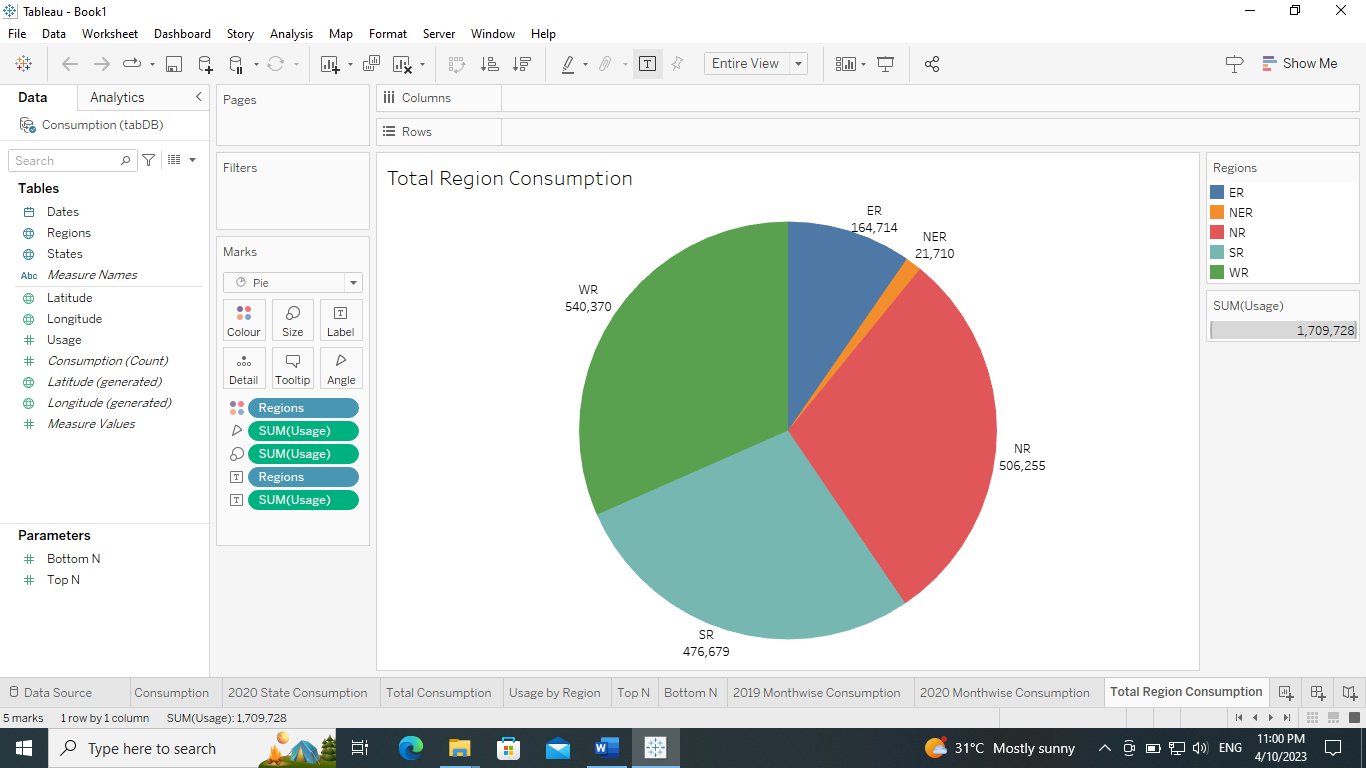 Tableau - Book1
File Data Worksheet Dashboard Story Analysis Map Format Server Window Help
Entire View
Show Me
Data Analytics
Consumption (tabDB)
Search
Tables
Dates
Regions
States
Abc Measure Names
Latitude
Longitude
Usage
Consumption (Count)
Latitude (generated)
Longitude (generated)
Measure Values
Parameters
Bottom N
Top N
Pages
Filters
Marks
Pie
Colour Size Label
Detail Tooltip Angle
Regions
SUM(Usage)
SUM(Usage)
Regions
SUM(Usage)
Columns
Rows
Total Region Consumption
ER
164,714
NER
21,710
WR
540,370
NR
506,255
SR
476,679
Regions
ER
NER
NR
SR
WR
SUM(Usage)
1,709,728
Data Source Consumption 2020 State Consumption Total Consumption Usage by Region Top N Bottom N 2019 Monthwise Consumption 2020 Monthwise Consumption Total Region Consumption
5 marks 1 row by 1 column SUM(Usage): 1,709,728
Type here to search
31°C Mostly sunny
ENG
11:00 PM
4/10/2023